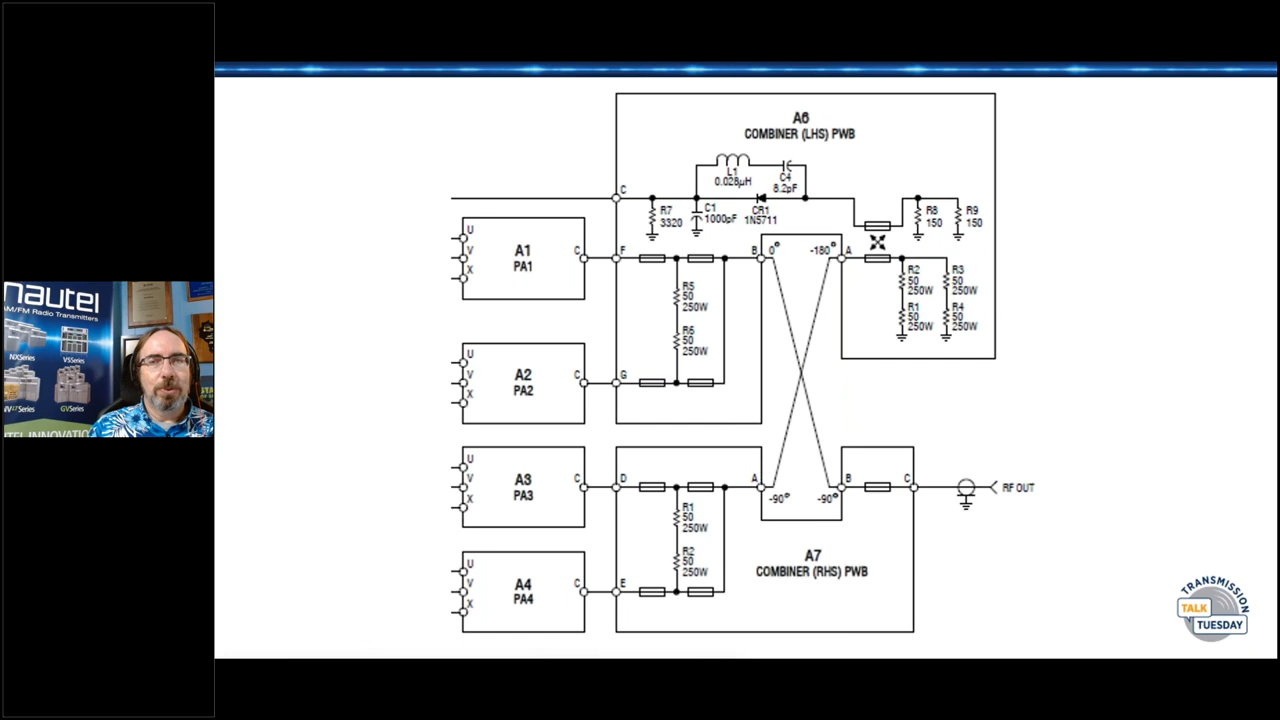 nautel
AM/FM Radio Transmitters
NXSeries
VSSeries
GVSeries
A6
COMBINER (LHS) PWB
L1
0.028µH
C4
8.2pF
C
R7
3320
C1
1000pF
CR1
1N5711
R8
150
R9
150
U
V
X
A1
PA1
C
F
B
0°
-180°
A
R5
50
250W
R6
50
250W
R2
50
250W
R3
50
250W
R1
50
250W
R4
50
250W
U
V
X
A2
PA2
C
G
U
V
X
A3
PA3
C
D
A
-90°
-90°
B
C
RF OUT
R1
50
250W
R2
50
250W
U
V
X
A4
PA4
C
E
A7
COMBINER (RHS) PWB
TRANSMISSION
TALK
TUESDAY